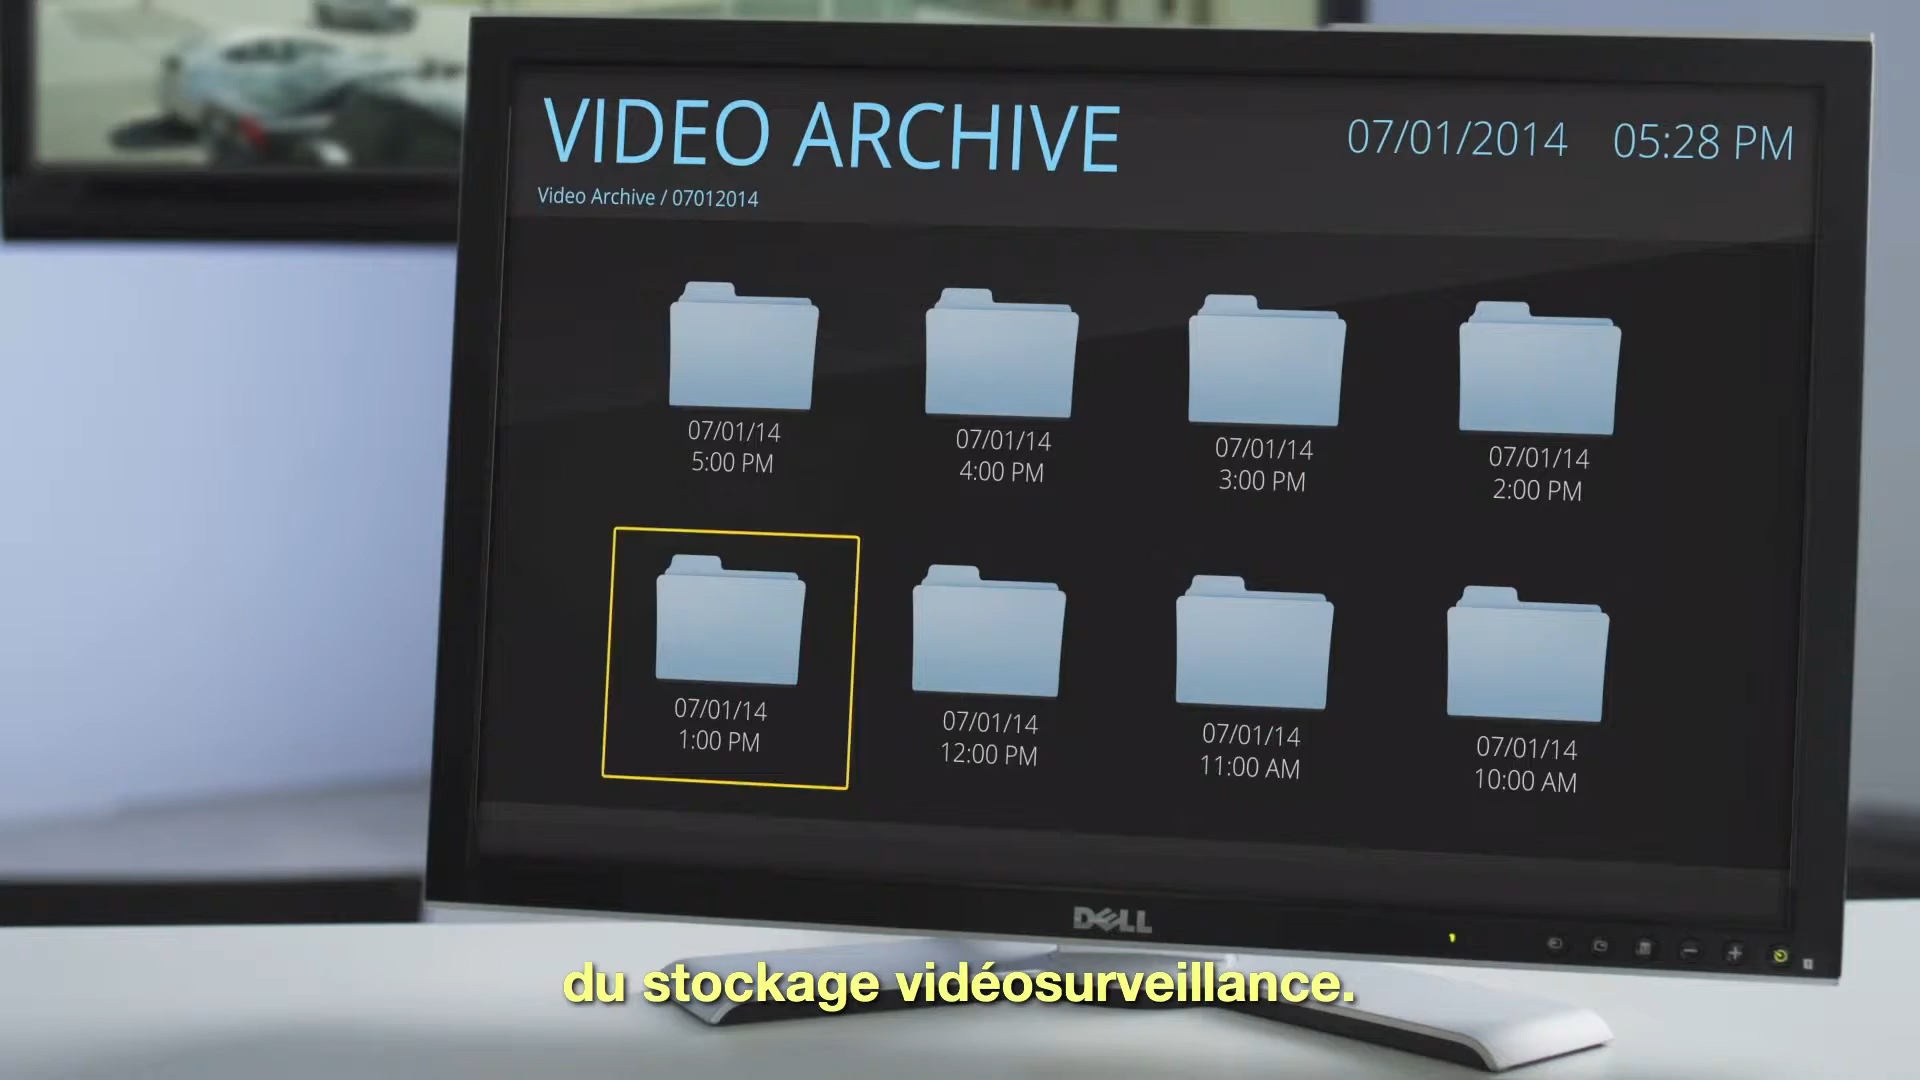 VIDEO ARCHIVE
07/01/2014 05:28 PM
Video Archive / 07012014
07/01/14
5:00 PM
07/01/14
4:00 PM
07/01/14
3:00 PM
07/01/14
2:00 PM
07/01/14
1:00 PM
07/01/14
12:00 PM
07/01/14
11:00 AM
07/01/14
10:00 AM
DELL
du stockage vidéosurveillance.